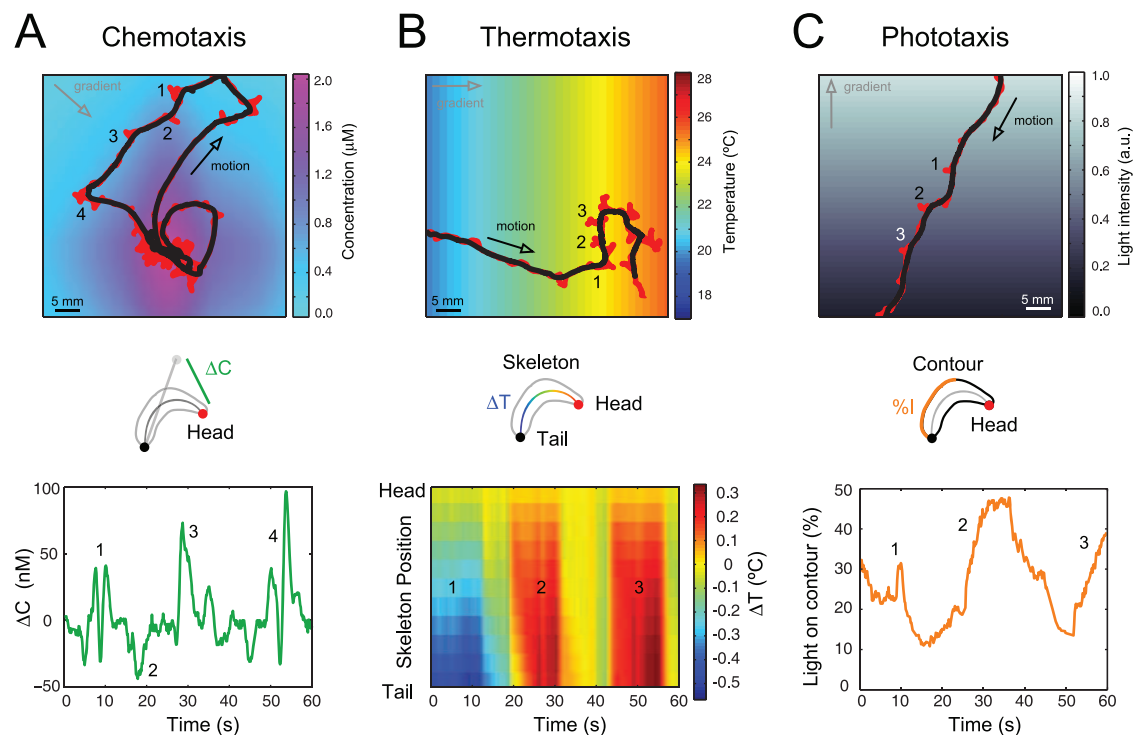 A Chemotaxis
gradient
1
2
3
4
motion
5 mm
2.0
1.6
1.2
0.8
0.4
0.0
Concentration (μM)
ΔC
Head
100
50
0
−50
ΔC (nM)
1
2
3
4
0 10 20 30 40 50 60
Time (s)
B Thermotaxis
gradient
motion
3
2
1
5 mm
28
26
24
22
20
18
Temperature (ºC)
Skeleton
ΔT
Head
Tail
Head
Skeleton Position
Tail
1
2
3
0 10 20 30 40 50 60
Time (s)
0.3
0.2
0.1
0
-0.1
-0.2
-0.3
-0.4
-0.5
ΔT (ºC)
C Phototaxis
gradient
motion
1
2
3
5 mm
1.0
0.8
0.6
0.4
0.2
0.0
Light intensity (a.u.)
Contour
%I
Head
50
40
30
20
10
0
Light on contour (%)
1
2
3
0 10 20 30 40 50 60
Time (s)